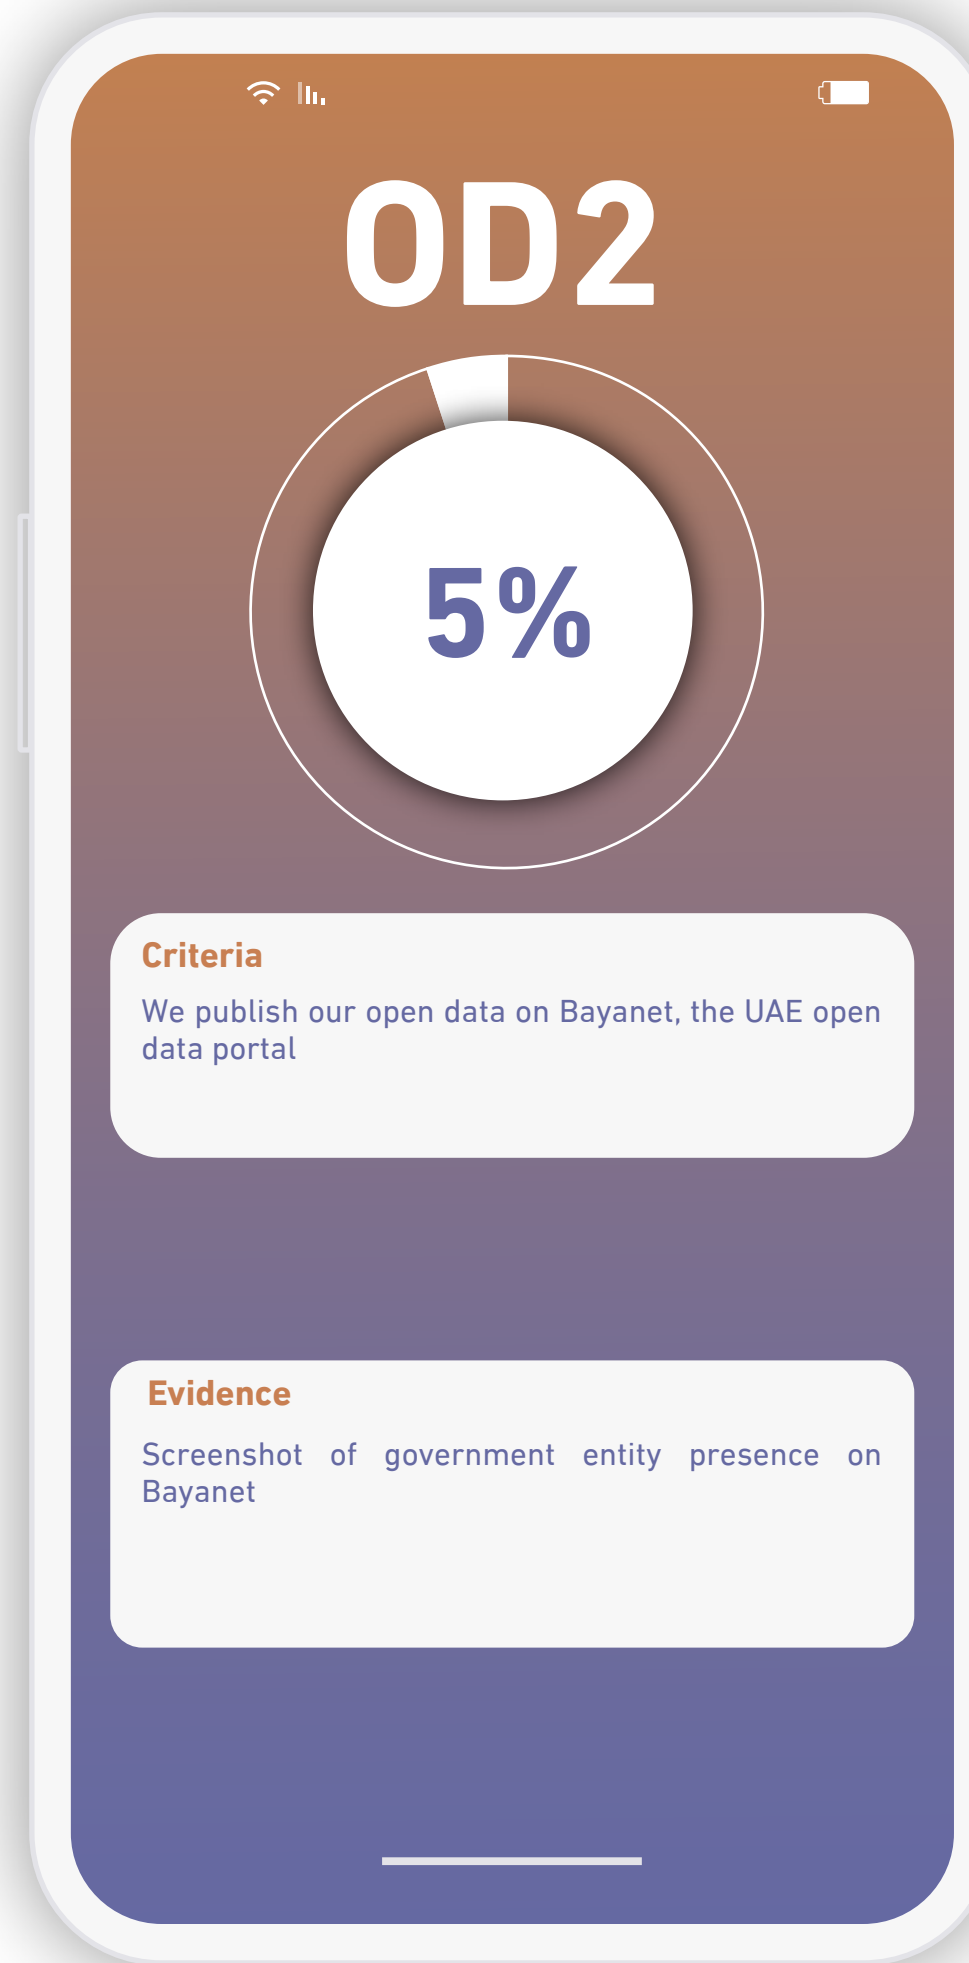 OD2
5%
Criteria
We publish our open data on Bayanet, the UAE open
data portal
Evidence
Screenshot of government entity presence on
Bayanet